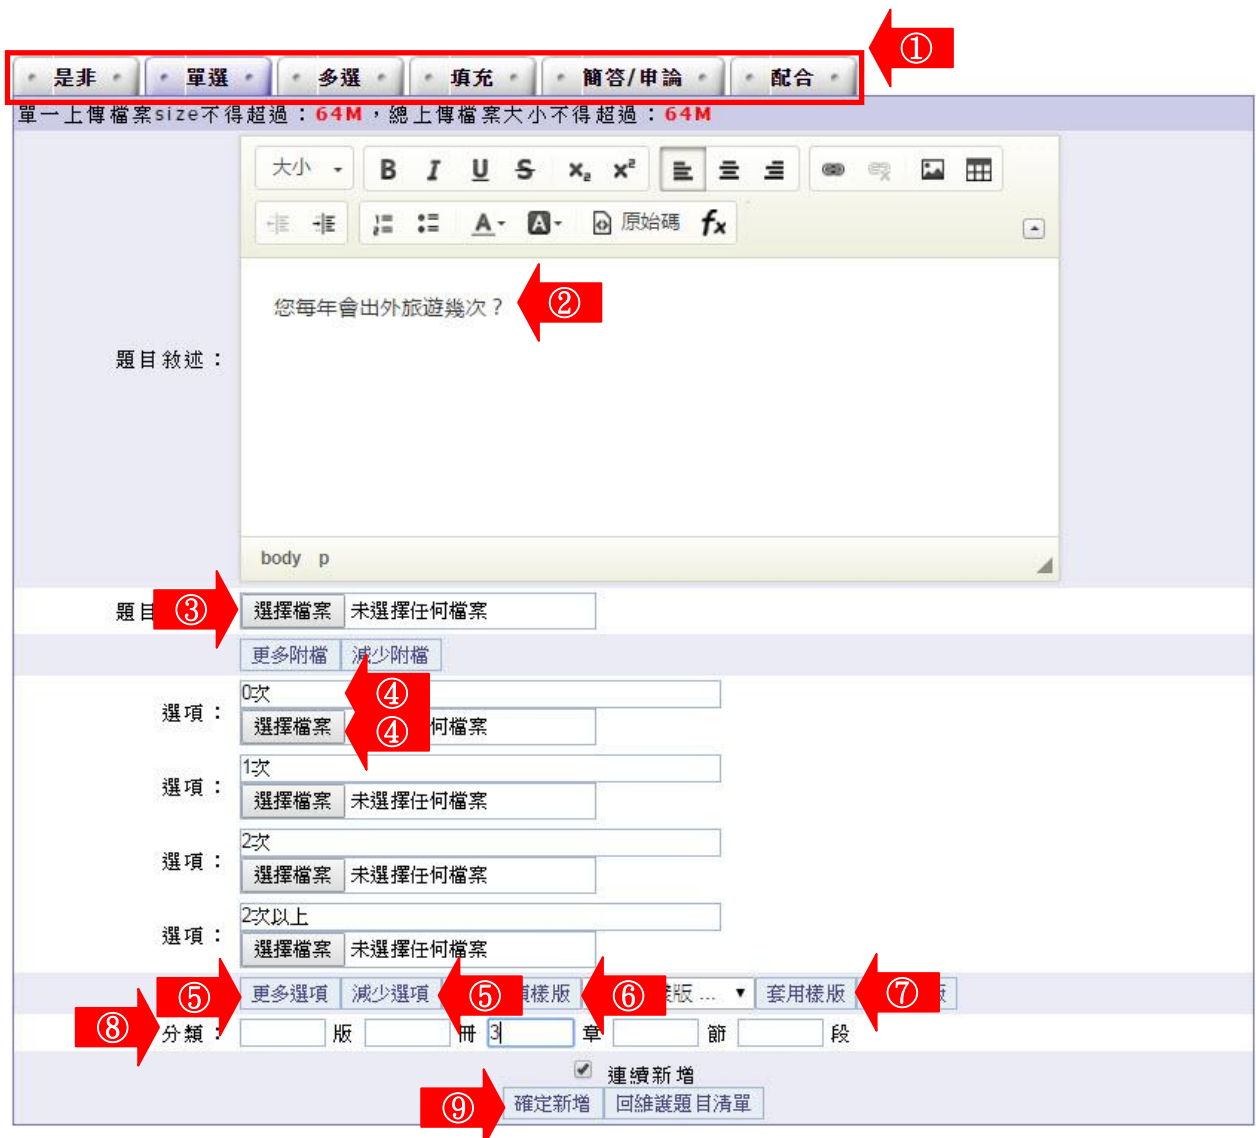 ①
是非 單選 多選 填充 簡答/申論 配合
單一上傳檔案size不得超過：64M，總上傳檔案大小不得超過：64M
大小 B I U S x₂ x²
A A 原始碼 fx
您每年會出外旅遊幾次？ ②
題目敘述：
body p
題目 ③ 選擇檔案 未選擇任何檔案
更多附檔 減少附檔
0次 ④
選項：
選擇檔案 ④ 何檔案
1次
選項：
選擇檔案 未選擇任何檔案
2次
選項：
選擇檔案 未選擇任何檔案
2次以上
選項：
選擇檔案 未選擇任何檔案
⑤ 更多選項 減少選項 ⑤ 樣版 ⑥ 版 ... 套用樣版 ⑦
⑧ 分類： 版 冊 3 章 節 段
連續新增
⑨ 確定新增 回維護題目清單